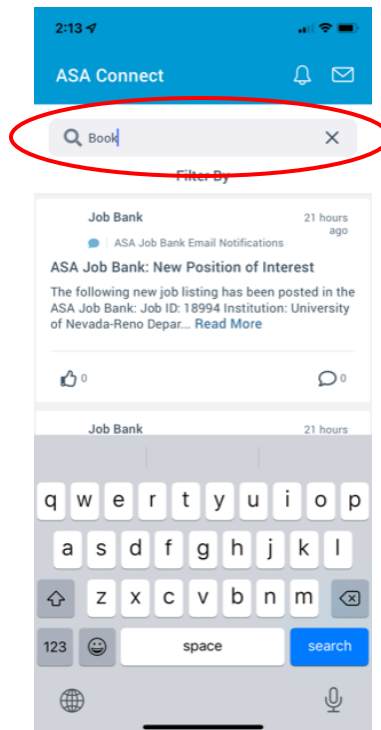 2:13
ASA Connect
Book
Filter By
Job Bank 21 hours ago
ASA Job Bank Email Notifications
ASA Job Bank: New Position of Interest
The following new job listing has been posted in the
ASA Job Bank: Job ID: 18994 Institution: University
of Nevada-Reno Depar... Read More
0 0
Job Bank 21 hours
q w e r t y u i o p
a s d f g h j k l
z x c v b n m
123 space search